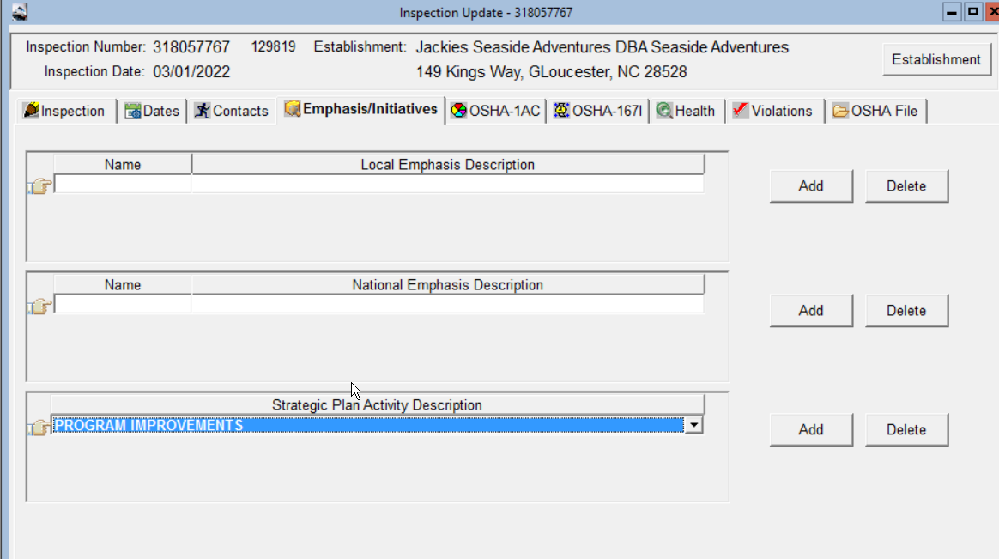 Inspection Update - 318057767
Inspection Number: 318057767 129819 Establishment: Jackies Seaside Adventures DBA Seaside Adventures
Establishment
Inspection Date: 03/01/2022 149 Kings Way, GLoucester, NC 28528
Inspection Dates Contacts Emphasis/Initiatives OSHA-1AC OSHA-167I Health Violations OSHA File
Name Local Emphasis Description
Add Delete
Name National Emphasis Description
Add Delete
Strategic Plan Activity Description
PROGRAM IMPROVEMENTS
Add Delete